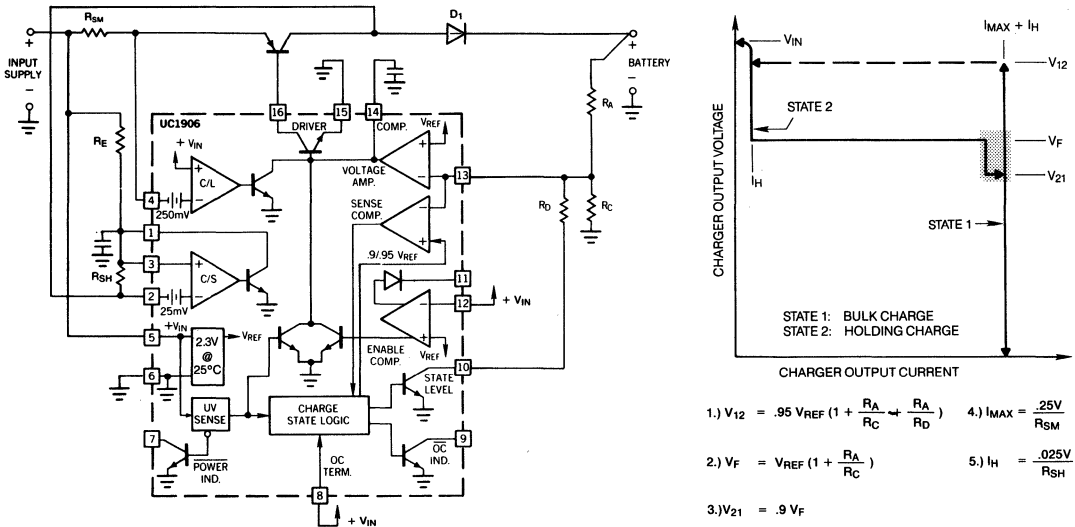 RSM
D1
+
INPUT
SUPPLY
−
+
BATTERY
−
RA
16
15
14
UC1906
DRIVER
COMP.
VREF
RE
+ VIN
+
C/L
−
+
−
VOLTAGE
AMP.
13
4
250mV
SENSE
COMP.
−
+
RD
RC
1
.9/.95 VREF
3
RSH
+
C/S
−
2
25mV
11
12
+ VIN
−
+
ENABLE
COMP.
VREF
+VIN
5
2.3V
@
25°C
VREF
6
10
STATE
LEVEL
UV
SENSE
CHARGE
STATE LOGIC
7
POWER
IND.
OC
TERM.
OC
IND.
9
8
+ VIN
CHARGER OUTPUT VOLTAGE
VIN
IMAX + IH
V12
STATE 2
VF
IH
V21
STATE 1
STATE 1: BULK CHARGE
STATE 2: HOLDING CHARGE
CHARGER OUTPUT CURRENT
1.) V12 = .95 VREF (1 + RA/RC + RA/RD)
4.) IMAX = .25V/RSM
2.) VF = VREF (1 + RA/RC)
5.) IH = .025V/RSH
3.)V21 = .9 VF